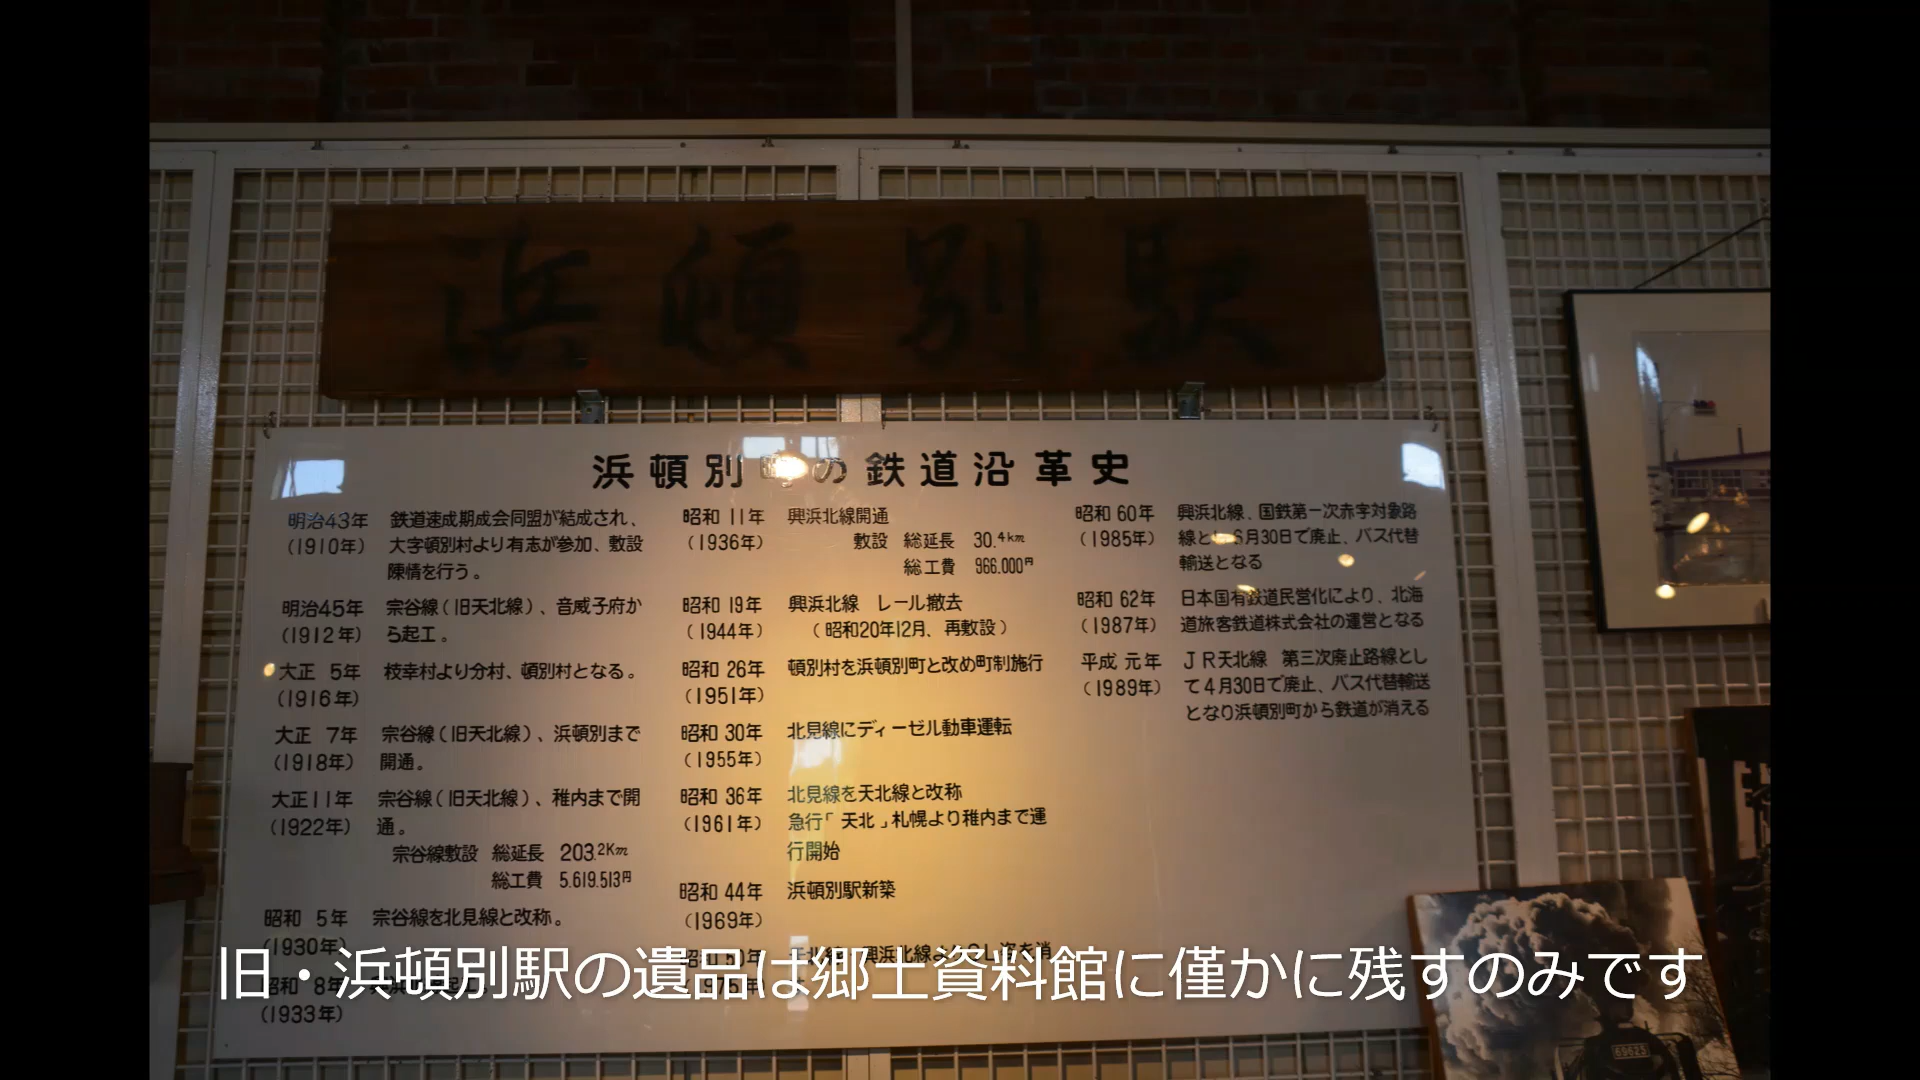 浜頓別駅
浜頓別町の鉄道沿革史
明治43年 鉄道速成期成会同盟が結成され、
(1910年) 大字頓別村より有志が参加、敷設
陳情を行う。
明治45年 宗谷線(旧天北線)、音威子府か
(1912年) ら起工。
大正 5年 枝幸村より分村、頓別村となる。
(1916年)
大正 7年 宗谷線(旧天北線)、浜頓別まで
(1918年) 開通。
大正11年 宗谷線(旧天北線)、稚内まで開
(1922年) 通。
宗谷線敷設 総延長 203.2Km
総工費 5.619.513円
昭和 5年 宗谷線を北見線と改称。
(1930年)
昭和 8年
(1933年)
昭和 11年 興浜北線開通
(1936年) 敷設 総延長 30.4km
総工費 966.000円
昭和 19年 興浜北線 レール撤去
(1944年) (昭和20年12月、再敷設)
昭和 26年 頓別村を浜頓別町と改め町制施行
(1951年)
昭和 30年 北見線にディーゼル動車運転
(1955年)
昭和 36年 北見線を天北線と改称
(1961年) 急行「天北」札幌より稚内まで運
行開始
昭和 44年 浜頓別駅新築
(1969年)
昭和 60年 興浜北線、国鉄第一次赤字対象路
(1985年) 線と 6月30日で廃止、バス代替
輸送となる
昭和 62年 日本国有鉄道民営化により、北海
(1987年) 道旅客鉄道株式会社の運営となる
平成 元年 JR天北線 第三次廃止路線とし
(1989年) て4月30日で廃止、バス代替輸送
となり浜頓別町から鉄道が消える
69625
旧・浜頓別駅の遺品は郷土資料館に僅かに残すのみです